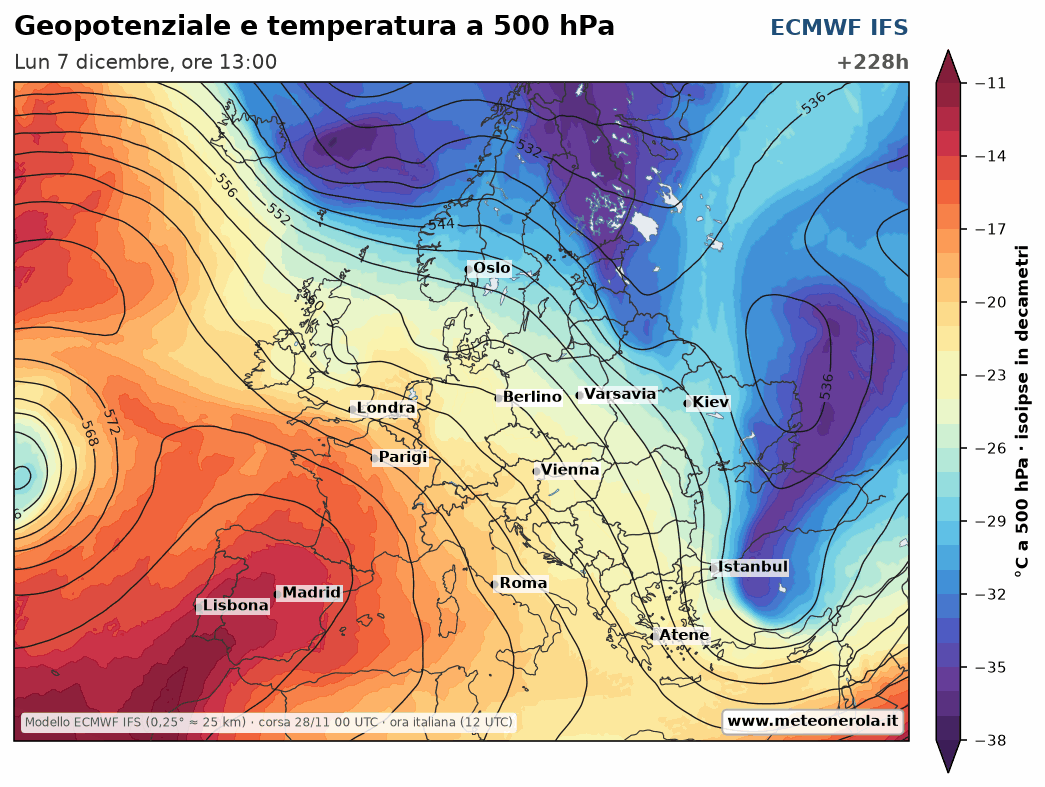 Geopotenziale e temperatura a 500 hPa
ECMWF IFS
Lun 7 dicembre, ore 13:00
+228h
536
532
556
552
544
Oslo
Berlino
Varsavia
Kiev
Londra
536
572
568
Parigi
Vienna
Istanbul
Roma
Madrid
Lisbona
Atene
Modello ECMWF IFS (0,25° ≈ 25 km) · corsa 28/11 00 UTC · ora italiana (12 UTC)
www.meteonerola.it
−11
−14
−17
−20
−23
−26
−29
−32
−35
−38
°C a 500 hPa · isoipse in decametri